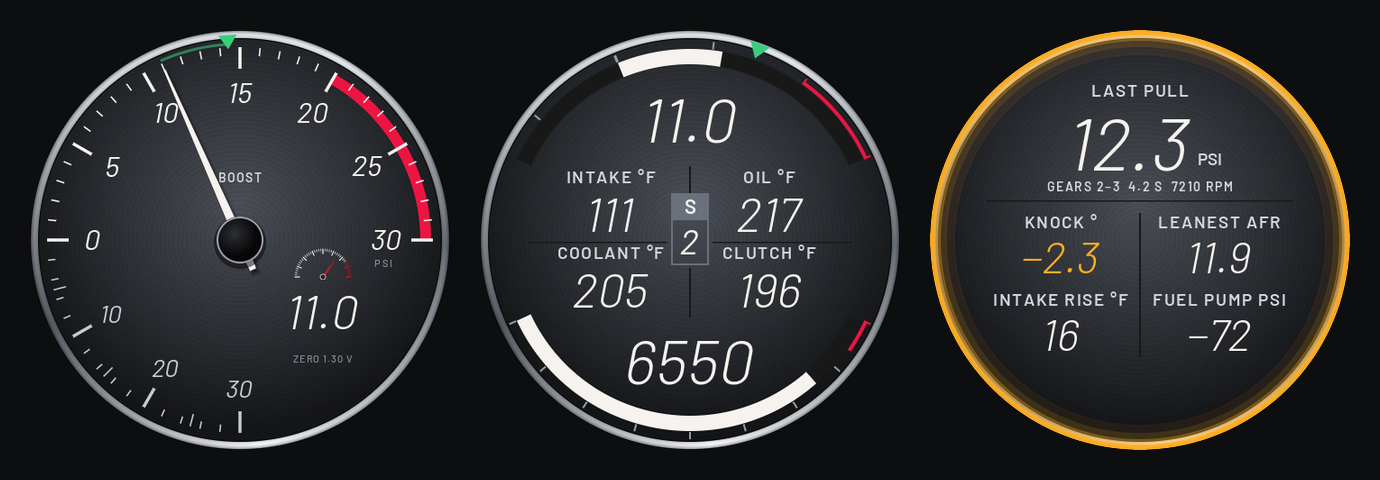 15
10
20
5
25
BOOST
0
30
PSI
10
11.0
20
30
ZERO 1.30 V
11.0
INTAKE °F
OIL °F
111
S
217
2
COOLANT °F
CLUTCH °F
205
196
6550
LAST PULL
12.3 PSI
GEARS 2–3 4.2 S 7210 RPM
KNOCK °
LEANEST AFR
−2.3
11.9
INTAKE RISE °F
FUEL PUMP PSI
16
−72